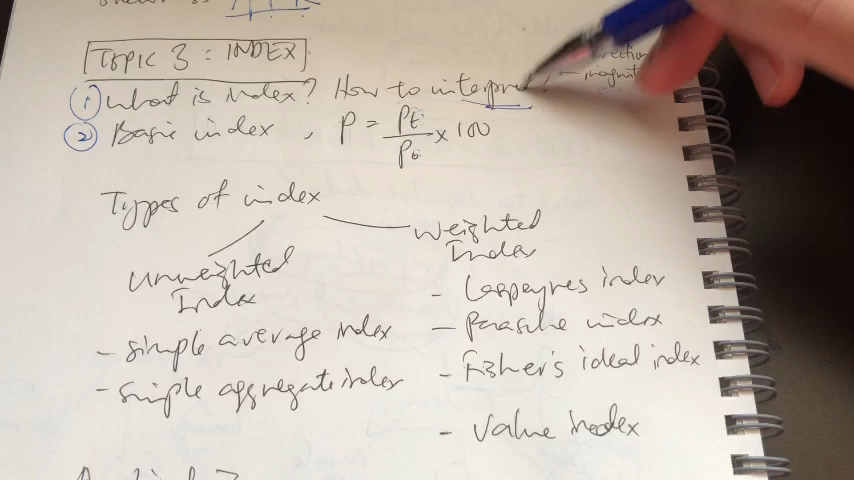 TOPIC 3 : INDEX
1 What is index? How to interpret?
2 Basic index , P = Pt/Po x 100
Types of index
Unweighted Index
- simple average index
- simple aggregate index
Weighted Index
- Laspeyres index
- Paasche index
- Fisher's ideal index
- Value index